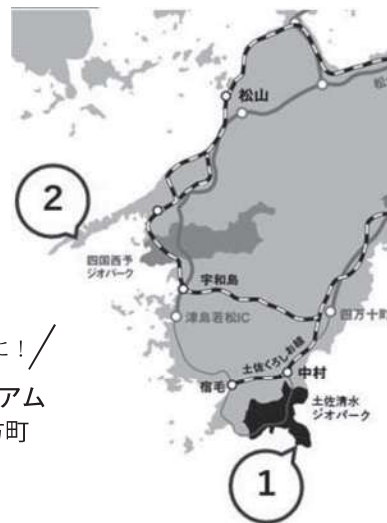 松山
松
2
四国西予
ジオパーク
宇和島
津島岩松IC
四万十町
に！
土佐くろしお鉄
中村
宿毛
アム
町
土佐清水
ジオパーク
1